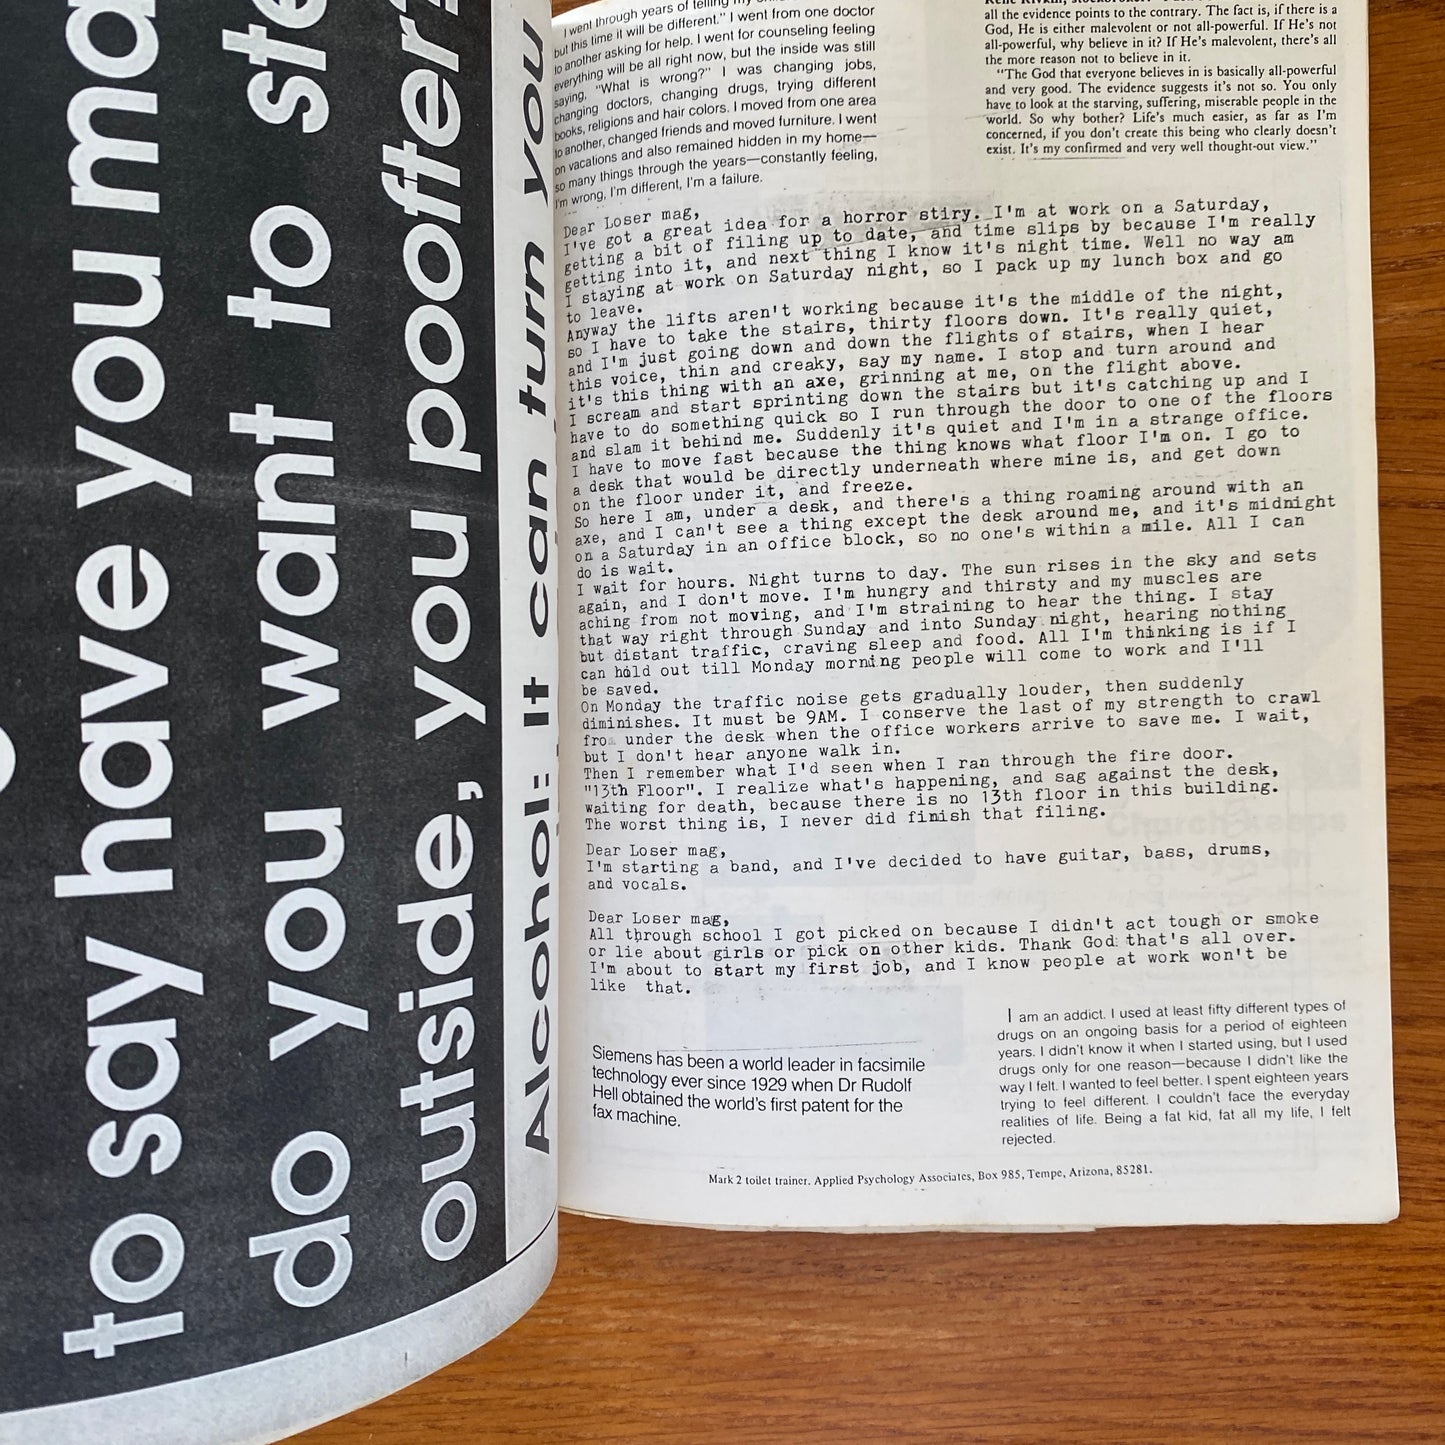 to say have you ma
do you want to ste
outside, you poofter?
Alcohol: It can turn you
I went through years of telling my
but this time it will be different." I went from one doctor
to another asking for help. I went for counseling feeling
everything will be all right now, but the inside was still
saying, "What is wrong?" I was changing jobs,
changing doctors, changing drugs, trying different
books, religions and hair colors. I moved from one area
to another, changed friends and moved furniture. I went
on vacations and also remained hidden in my home—
so many things through the years—constantly feeling,
I'm wrong, I'm different, I'm a failure.
all the evidence points to the contrary. The fact is, if there is a
God, He is either malevolent or not all-powerful. If He's not
all-powerful, why believe in it? If He's malevolent, there's all
the more reason not to believe in it.
"The God that everyone believes in is basically all-powerful
and very good. The evidence suggests it's not so. You only
have to look at the starving, suffering, miserable people in the
world. So why bother? Life's much easier, as far as I'm
concerned, if you don't create this being who clearly doesn't
exist. It's my confirmed and very well thought-out view."
Dear Loser mag,
I've got a great idea for a horror stiry. I'm at work on a Saturday,
getting a bit of filing up to date, and time slips by because I'm really
getting into it, and next thing I know it's night time. Well no way am
I staying at work on Saturday night, so I pack up my lunch box and go
to leave.
Anyway the lifts aren't working because it's the middle of the night,
so I have to take the stairs, thirty floors down. It's really quiet,
and I'm just going down and down the flights of stairs, when I hear
this voice, thin and creaky, say my name. I stop and turn around and
it's this thing with an axe, grinning at me, on the flight above.
I scream and start sprinting down the stairs but it's catching up and I
have to do something quick so I run through the door to one of the floors
and slam it behind me. Suddenly it's quiet and I'm in a strange office.
I have to move fast because the thing knows what floor I'm on. I go to
a desk that would be directly underneath where mine is, and get down
on the floor under it, and freeze.
So here I am, under a desk, and there's a thing roaming around with an
axe, and I can't see a thing except the desk around me, and it's midnight
on a Saturday in an office block, so no one's within a mile. All I can
do is wait.
I wait for hours. Night turns to day. The sun rises in the sky and sets
again, and I don't move. I'm hungry and thirsty and my muscles are
aching from not moving, and I'm straining to hear the thing. I stay
that way right through Sunday and into Sunday night, hearing nothing
but distant traffic, craving sleep and food. All I'm thinking is if I
can hold out till Monday morning people will come to work and I'll
be saved.
On Monday the traffic noise gets gradually louder, then suddenly
diminishes. It must be 9AM. I conserve the last of my strength to crawl
from under the desk when the office workers arrive to save me. I wait,
but I don't hear anyone walk in.
Then I remember what I'd seen when I ran through the fire door.
"13th Floor". I realize what's happening, and sag against the desk,
waiting for death, because there is no 13th floor in this building.
The worst thing is, I never did finish that filing.
Dear Loser mag,
I'm starting a band, and I've decided to have guitar, bass, drums,
and vocals.
Dear Loser mag,
All through school I got picked on because I didn't act tough or smoke
or lie about girls or pick on other kids. Thank God that's all over.
I'm about to start my first job, and I know people at work won't be
like that.
Siemens has been a world leader in facsimile
technology ever since 1929 when Dr Rudolf
Hell obtained the world's first patent for the
fax machine.
I am an addict. I used at least fifty different types of
drugs on an ongoing basis for a period of eighteen
years. I didn't know it when I started using, but I used
drugs only for one reason—because I didn't like the
way I felt. I wanted to feel better. I spent eighteen years
trying to feel different. I couldn't face the everyday
realities of life. Being a fat kid, fat all my life, I felt
rejected.
Mark 2 toilet trainer. Applied Psychology Associates, Box 985, Tempe, Arizona, 85281.